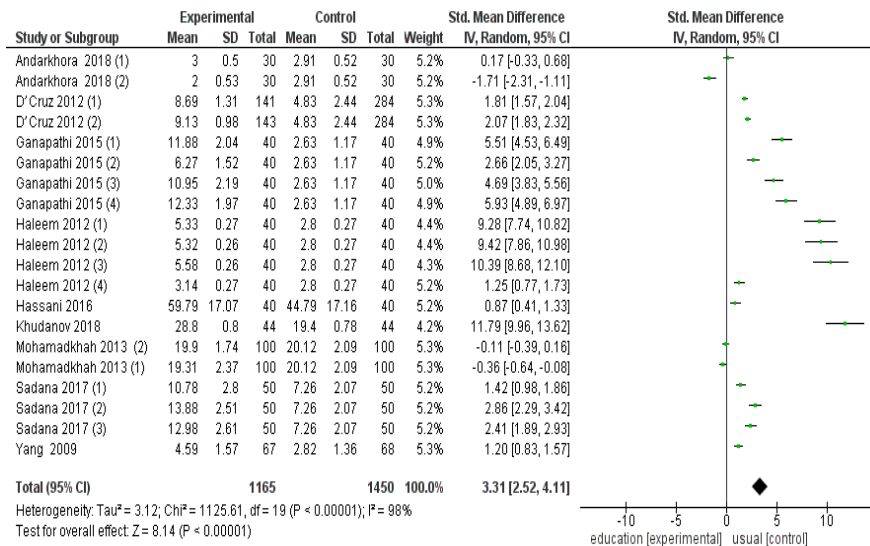 Experimental Control Std. Mean Difference Std. Mean Difference
Study or Subgroup Mean SD Total Mean SD Total Weight IV, Random, 95% CI IV, Random, 95% CI
Andarkhora 2018 (1) 3 0.5 30 2.91 0.52 30 5.2% 0.17 [-0.33, 0.68]
Andarkhora 2018 (2) 2 0.53 30 2.91 0.52 30 5.2% -1.71 [-2.31, -1.11]
D'Cruz 2012 (1) 8.69 1.31 141 4.83 2.44 284 5.3% 1.81 [1.57, 2.04]
D'Cruz 2012 (2) 9.13 0.98 143 4.83 2.44 284 5.3% 2.07 [1.83, 2.32]
Ganapathi 2015 (1) 11.88 2.04 40 2.63 1.17 40 4.9% 5.51 [4.53, 6.49]
Ganapathi 2015 (2) 6.27 1.52 40 2.63 1.17 40 5.2% 2.66 [2.05, 3.27]
Ganapathi 2015 (3) 10.95 2.19 40 2.63 1.17 40 5.0% 4.69 [3.83, 5.56]
Ganapathi 2015 (4) 12.33 1.97 40 2.63 1.17 40 4.9% 5.93 [4.89, 6.97]
Haleem 2012 (1) 5.33 0.27 40 2.8 0.27 40 4.4% 9.28 [7.74, 10.82]
Haleem 2012 (2) 5.32 0.26 40 2.8 0.27 40 4.4% 9.42 [7.86, 10.98]
Haleem 2012 (3) 5.58 0.26 40 2.8 0.27 40 4.3% 10.39 [8.68, 12.10]
Haleem 2012 (4) 3.14 0.27 40 2.8 0.27 40 5.2% 1.25 [0.77, 1.73]
Hassani 2016 59.79 17.07 40 44.79 17.16 40 5.2% 0.87 [0.41, 1.33]
Khudanov 2018 28.8 0.8 44 19.4 0.78 44 4.2% 11.79 [9.96, 13.62]
Mohamadkhah 2013 (2) 19.9 1.74 100 20.12 2.09 100 5.3% -0.11 [-0.39, 0.16]
Mohamadkhah 2013 (1) 19.31 2.37 100 20.12 2.09 100 5.3% -0.36 [-0.64, -0.08]
Sadana 2017 (1) 10.78 2.8 50 7.26 2.07 50 5.2% 1.42 [0.98, 1.86]
Sadana 2017 (2) 13.88 2.51 50 7.26 2.07 50 5.2% 2.86 [2.29, 3.42]
Sadana 2017 (3) 12.98 2.61 50 7.26 2.07 50 5.2% 2.41 [1.89, 2.93]
Yang 2009 4.59 1.57 67 2.82 1.36 68 5.3% 1.20 [0.83, 1.57]
Total (95% CI) 1165 1450 100.0% 3.31 [2.52, 4.11]
Heterogeneity: Tau² = 3.12; Chi² = 1125.61, df = 19 (P < 0.00001); I² = 98%
Test for overall effect: Z = 8.14 (P < 0.00001)
-10 -5 0 5 10
education [experimental] usual [control]